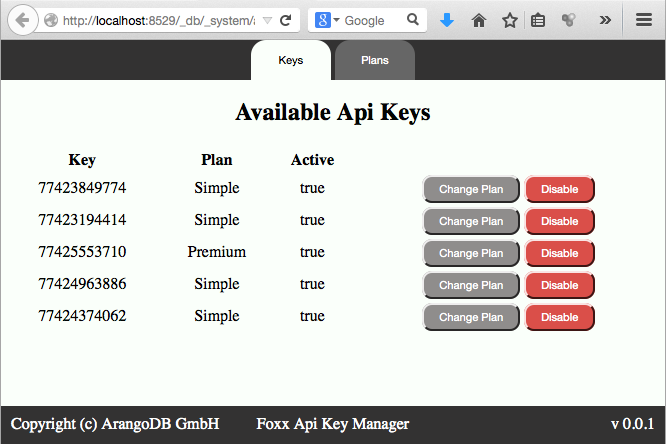 http://localhost:8529/_db/_system/
Google
Keys Plans
Available Api Keys
Key Plan Active
77423849774 Simple true Change Plan Disable
77423194414 Simple true Change Plan Disable
77425553710 Premium true Change Plan Disable
77424963886 Simple true Change Plan Disable
77424374062 Simple true Change Plan Disable
Copyright (c) ArangoDB GmbH Foxx Api Key Manager v 0.0.1